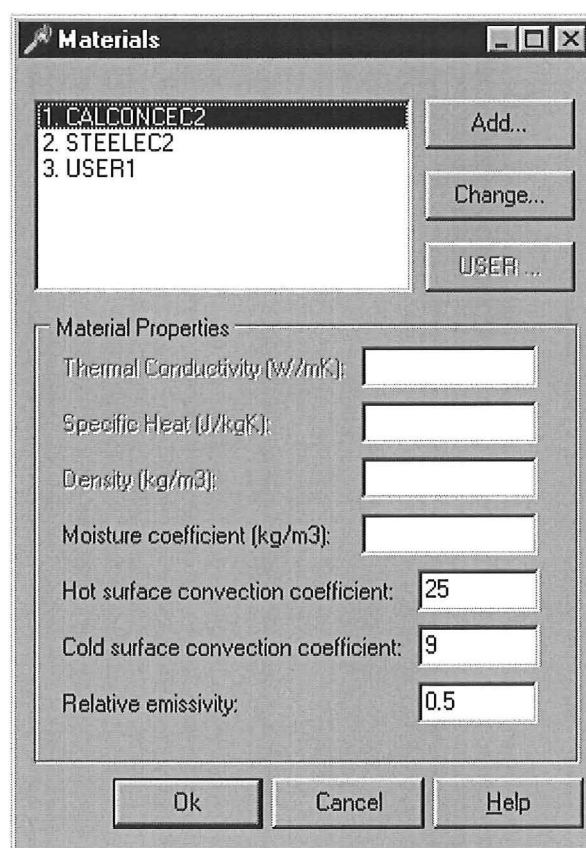 Materials
1. CALCONCEC2
2. STEELEC2
3. USER1
Add...
Change...
USER ...
Material Properties
Thermal Conductivity (W/mK):
Specific Heat (J/kgK):
Density (kg/m3):
Moisture coefficient (kg/m3):
Hot surface convection coefficient: 25
Cold surface convection coefficient: 9
Relative emissivity: 0.5
Ok Cancel Help